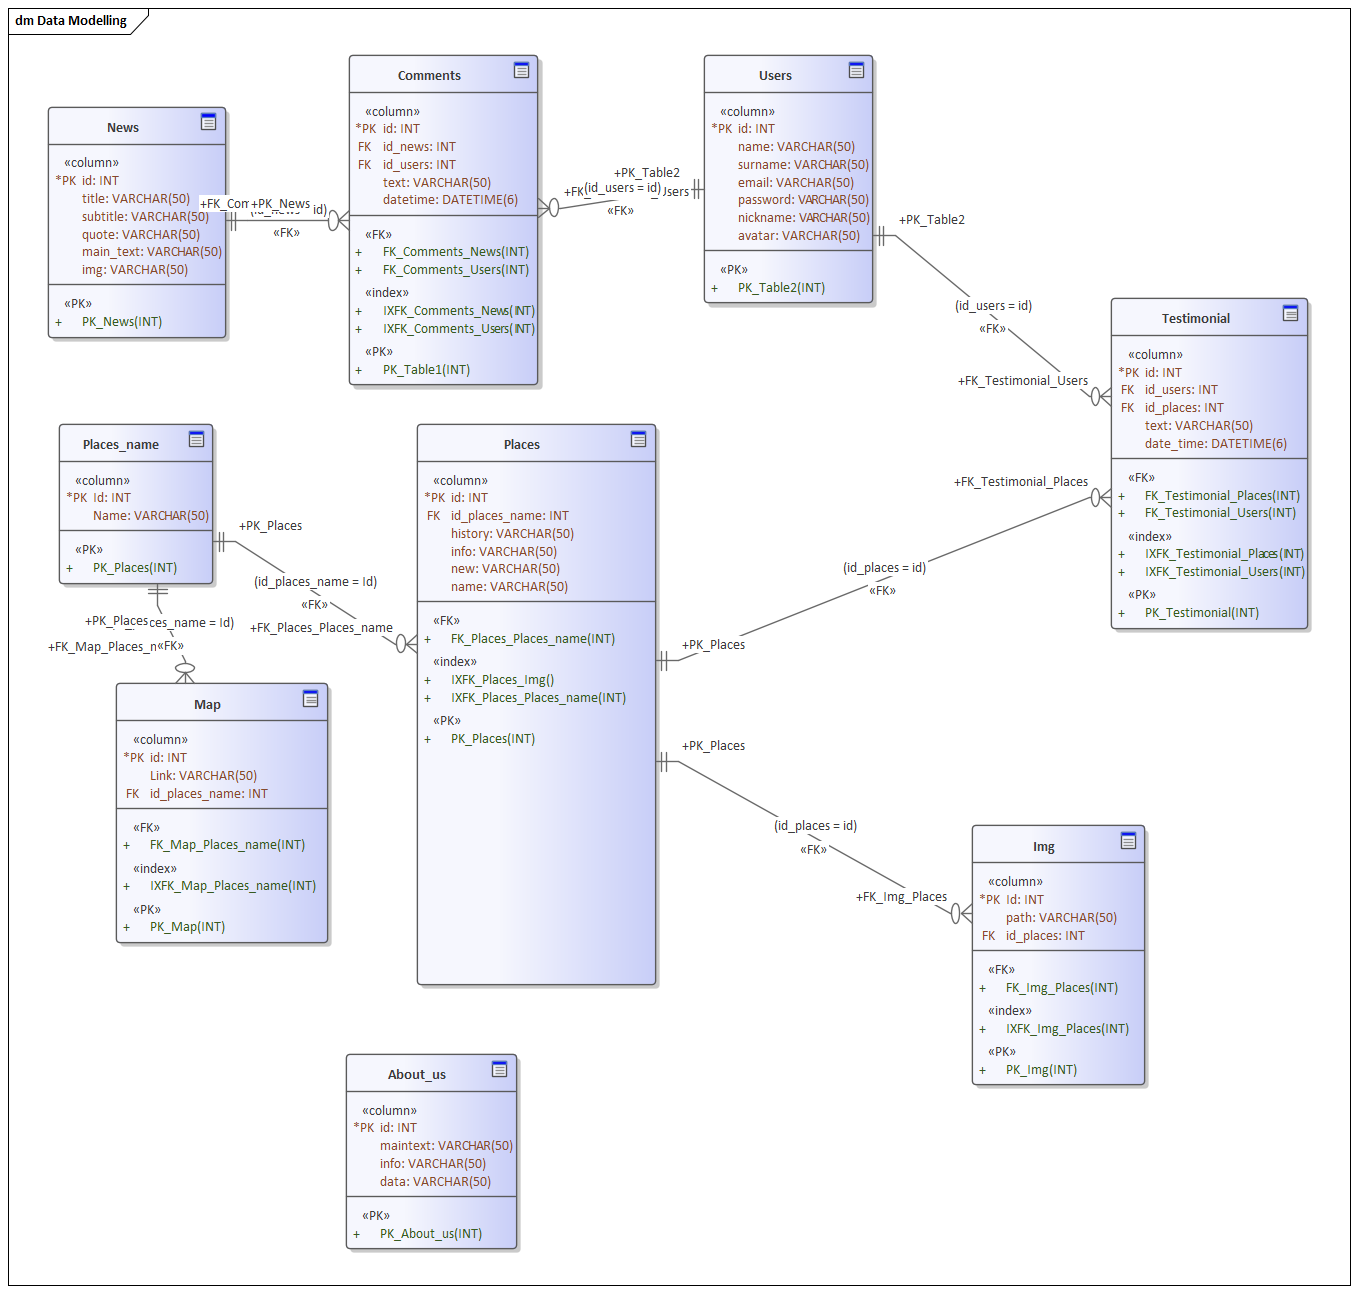 dm Data Modelling
News
«column»
*PK id: INT
title: VARCHAR(50)
subtitle: VARCHAR(50)
quote: VARCHAR(50)
main_text: VARCHAR(50)
img: VARCHAR(50)
«PK»
+ PK_News(INT)
+PK_News
«FK»
Comments
«column»
*PK id: INT
FK id_news: INT
FK id_users: INT
text: VARCHAR(50)
datetime: DATETIME(6)
«FK»
+ FK_Comments_News(INT)
+ FK_Comments_Users(INT)
«index»
+ IXFK_Comments_News(INT)
+ IXFK_Comments_Users(INT)
«PK»
+ PK_Table1(INT)
+PK_Table2
(id_users = id)
«FK»
Users
«column»
*PK id: INT
name: VARCHAR(50)
surname: VARCHAR(50)
email: VARCHAR(50)
password: VARCHAR(50)
nickname: VARCHAR(50)
avatar: VARCHAR(50)
«PK»
+ PK_Table2(INT)
+PK_Table2
(id_users = id)
«FK»
+FK_Testimonial_Users
Testimonial
«column»
*PK id: INT
FK id_users: INT
FK id_places: INT
text: VARCHAR(50)
date_time: DATETIME(6)
«FK»
+ FK_Testimonial_Places(INT)
+ FK_Testimonial_Users(INT)
«index»
+ IXFK_Testimonial_Places(INT)
+ IXFK_Testimonial_Users(INT)
«PK»
+ PK_Testimonial(INT)
Places_name
«column»
*PK Id: INT
Name: VARCHAR(50)
«PK»
+ PK_Places(INT)
+PK_Places
(id_places_name = Id)
«FK»
+FK_Places_Places_name
+PK_Places
«FK»
Places
«column»
*PK id: INT
FK id_places_name: INT
history: VARCHAR(50)
info: VARCHAR(50)
new: VARCHAR(50)
name: VARCHAR(50)
«FK»
+ FK_Places_Places_name(INT)
«index»
+ IXFK_Places_Img()
+ IXFK_Places_Places_name(INT)
«PK»
+ PK_Places(INT)
+FK_Testimonial_Places
(id_places = id)
«FK»
+PK_Places
Map
«column»
*PK id: INT
Link: VARCHAR(50)
FK id_places_name: INT
«FK»
+ FK_Map_Places_name(INT)
«index»
+ IXFK_Map_Places_name(INT)
«PK»
+ PK_Map(INT)
+PK_Places
(id_places = id)
«FK»
+FK_Img_Places
Img
«column»
*PK Id: INT
path: VARCHAR(50)
FK id_places: INT
«FK»
+ FK_Img_Places(INT)
«index»
+ IXFK_Img_Places(INT)
«PK»
+ PK_Img(INT)
About_us
«column»
*PK id: INT
maintext: VARCHAR(50)
info: VARCHAR(50)
data: VARCHAR(50)
«PK»
+ PK_About_us(INT)